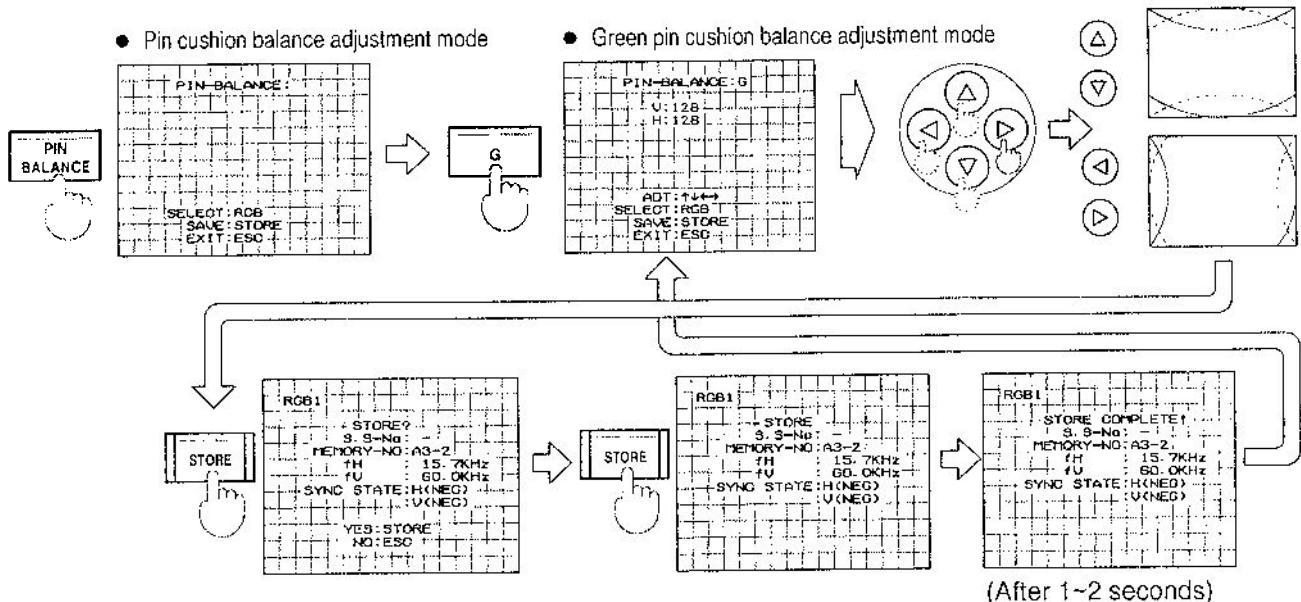 ● Pin cushion balance adjustment mode
● Green pin cushion balance adjustment mode
PIN
BALANCE
PIN-BALANCE:
SELECT:RGB
SAVE:STORE
EXIT:ESC
G
PIN-BALANCE:G
V:128
H:128
ADT:↑↓←→
SELECT:RGB
SAVE:STORE
EXIT:ESC
STORE
RGB1
STORE?
S.S-No: -
MEMORY-NO:A3-2
fH : 15.7KHz
fV : 60.0KHz
SYNC STATE:H(NEG)
V(NEG)
YES:STORE
NO:ESC
STORE
RGB1
STORE
S.S-No: -
MEMORY-NO:A3-2
fH : 15.7KHz
fV : 60.0KHz
SYNC STATE:H(NEG)
V(NEG)
RGB1
STORE COMPLETE!
S.S-No: -
MEMORY-NO:A3-2
fH : 15.7KHz
fV : 60.0KHz
SYNC STATE:H(NEG)
V(NEG)
(After 1~2 seconds)